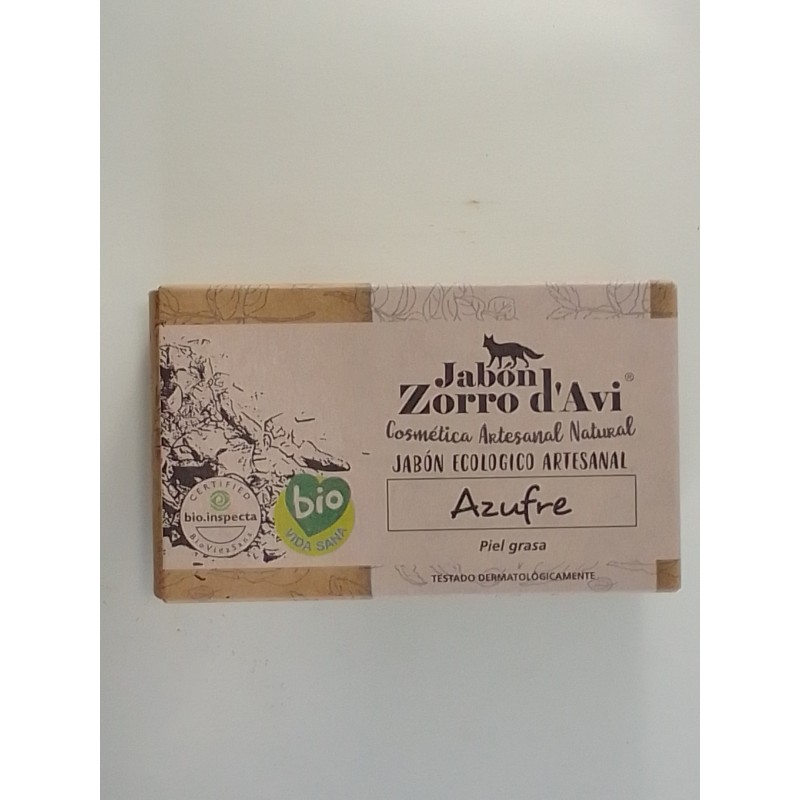 Jabón
Zorro d'Avi®
Cosmética Artesanal Natural
JABÓN ECOLOGICO ARTESANAL
Azufre
Piel grasa
TESTADO DERMATOLÓGICAMENTE
CERTIFIED
bio.inspecta
BioVidaSana
bio
VIDA SANA